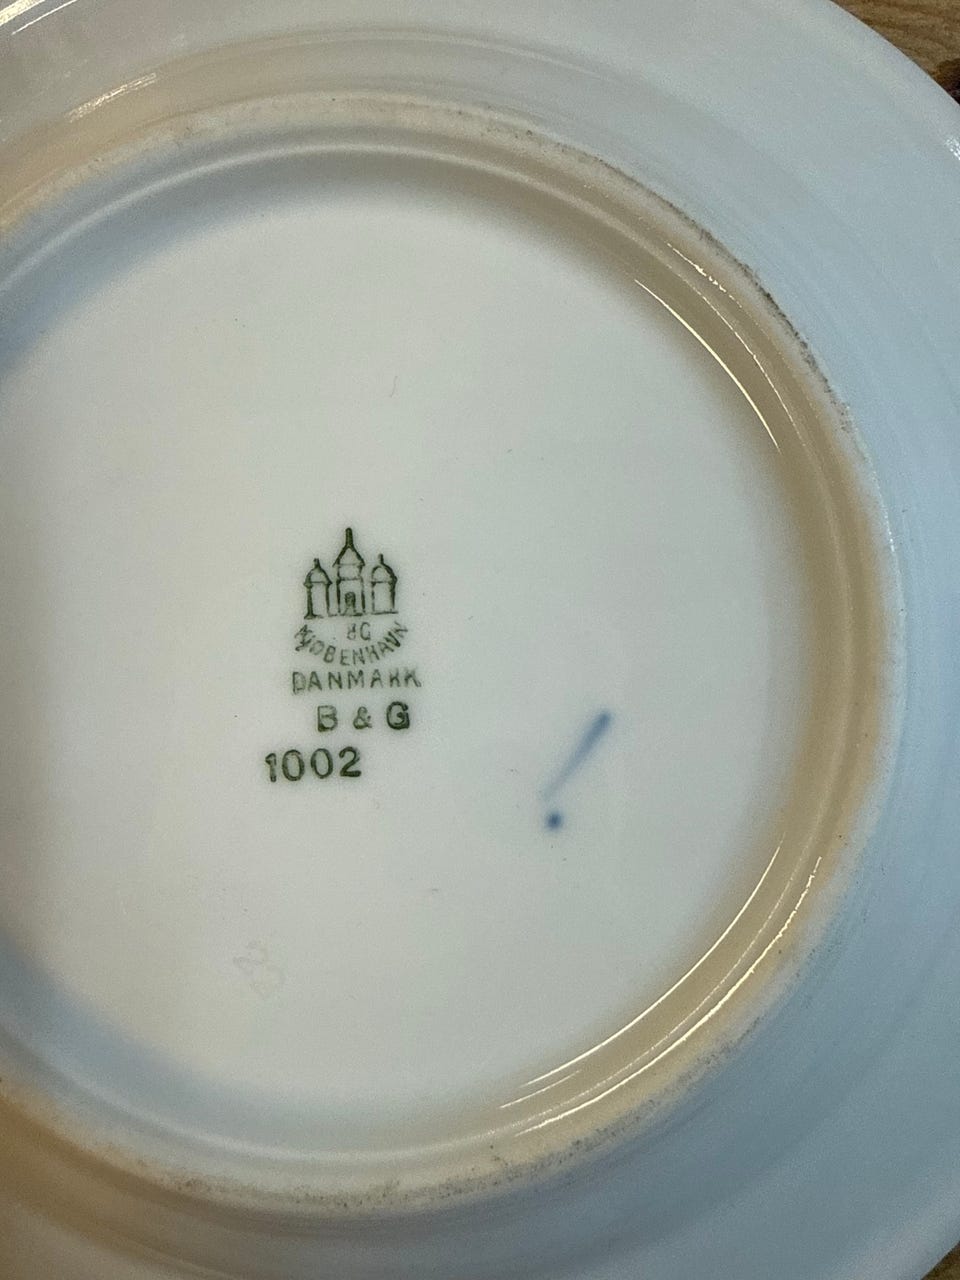 BG
KJØBENHAVN
DANMARK
B & G
1002